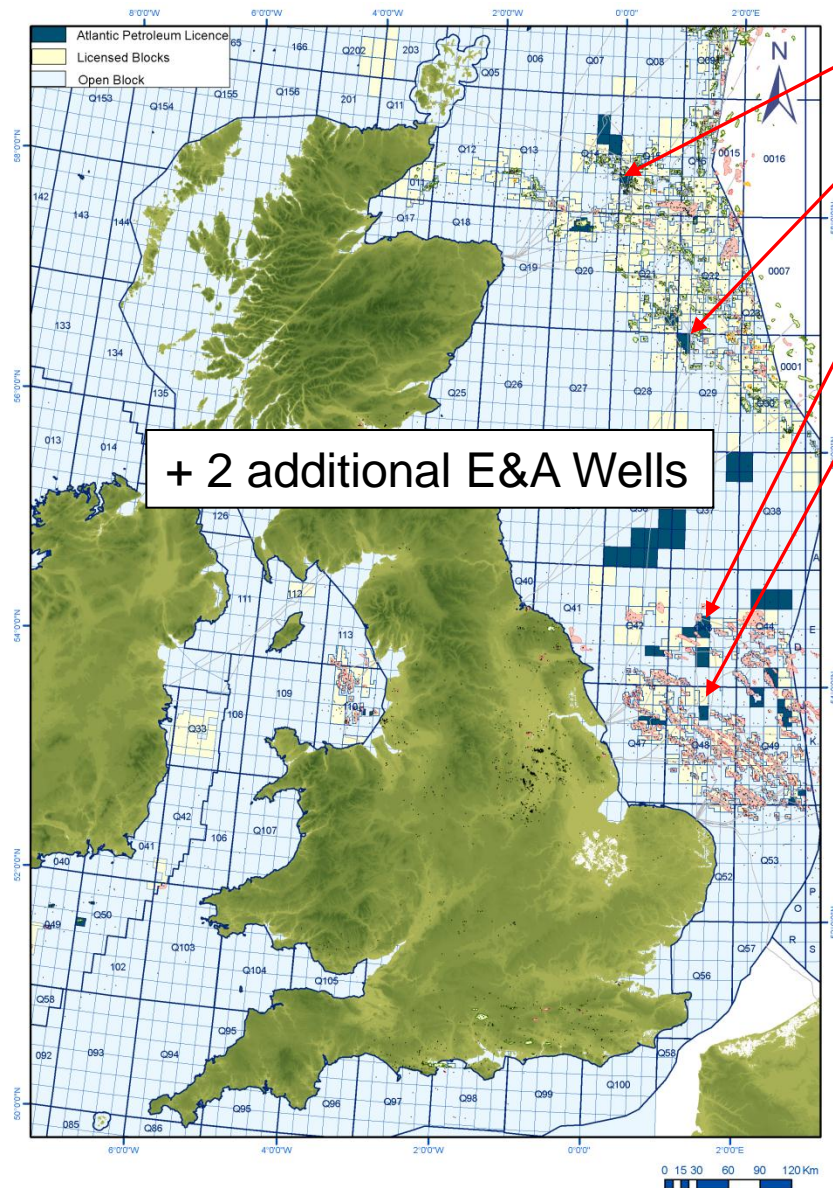 8°0'0"W 6°0'0"W 4°0'0"W 2°0'0"W 0°0'0" 2°0'0"E
Atlantic Petroleum Licence
Licensed Blocks
Open Block
N
166 Q202 203 006 Q07 Q08
Q153 Q154 Q155 Q156 201 Q11 Q05
58°0'0"N
Q12 Q13 Q14 0015 0016
142 143 144 Q17 Q18
Q19 Q20 Q21 Q22 0007
133 134 135
56°0'0"N
Q25 Q26 Q27 Q28 Q29 0001
013 014
+ 2 additional E&A Wells
126 Q37 Q38
111 112 Q40 Q41
54°0'0"N
113 Q44
109 110
108 Q33
Q47 Q48 Q49
Q42 106 Q107
52°0'0"N
040 041 Q52 Q53
049 Q50
Q103 102 Q104 Q105 Q56 Q57
Q58 Q95 Q58
092 093 Q94 Q100
Q99
50°0'0"N
085 Q86 Q95 Q96 Q97 Q98
6°0'0"W 4°0'0"W 2°0'0"W 0°0'0" 2°0'0"E
0 15 30 60 90 120 Km